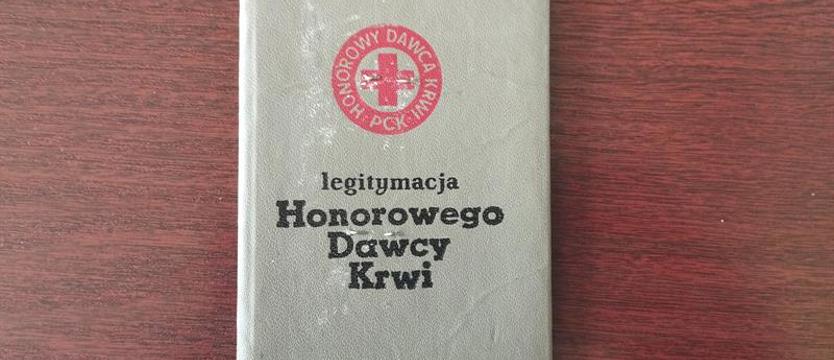 HONOROWY DAWCA KRWI
PCK
legitymacja
Honorowego
Dawcy
Krwi